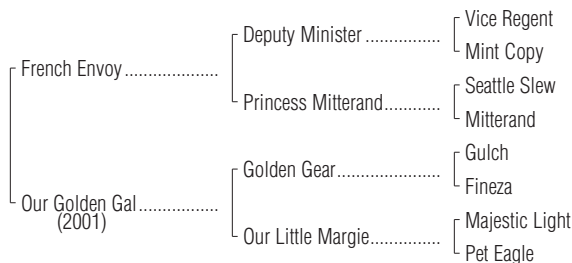 Vice Regent
Deputy Minister ................
Mint Copy
French Envoy ....................
Seattle Slew
Princess Mitterand............
Mitterand
Gulch
Golden Gear......................
Fineza
Our Golden Gal .................
(2001)
Majestic Light
Our Little Margie...............
Pet Eagle